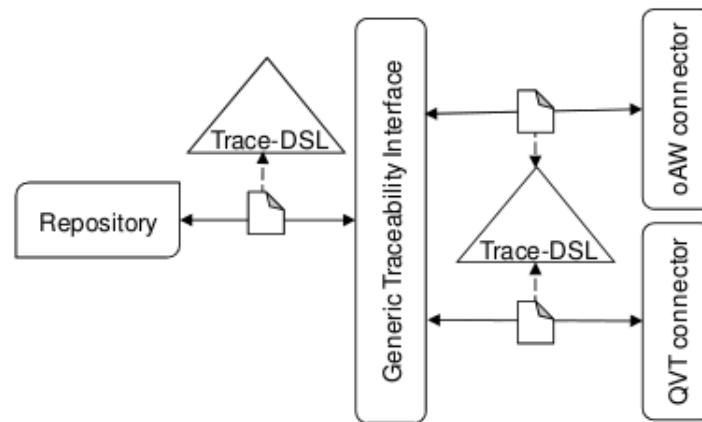 Trace-DSL
Repository
Generic Traceability Interface
oAW connector
Trace-DSL
QVT connector